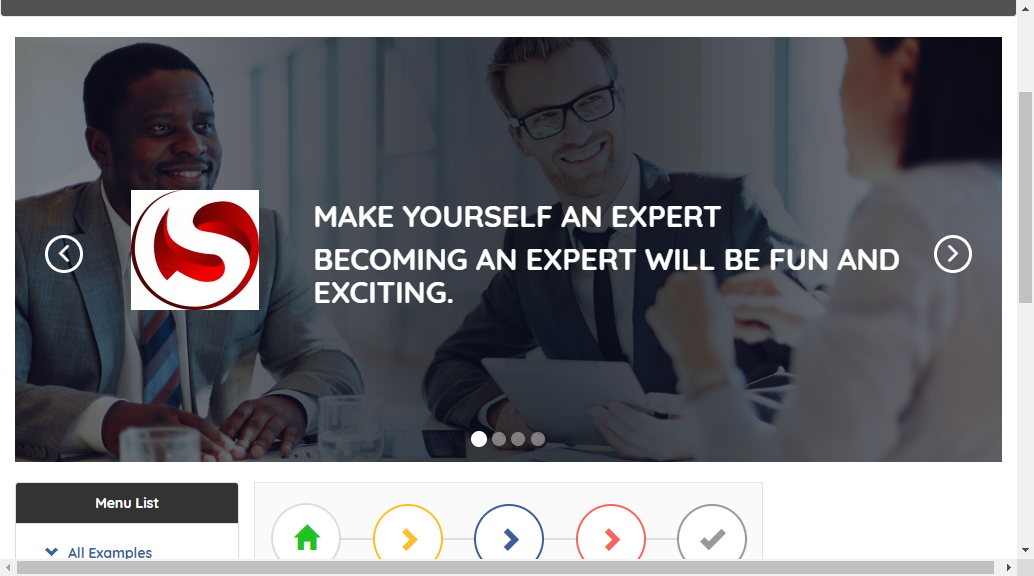 MAKE YOURSELF AN EXPERT
BECOMING AN EXPERT WILL BE FUN AND
EXCITING.
Menu List
All Examples